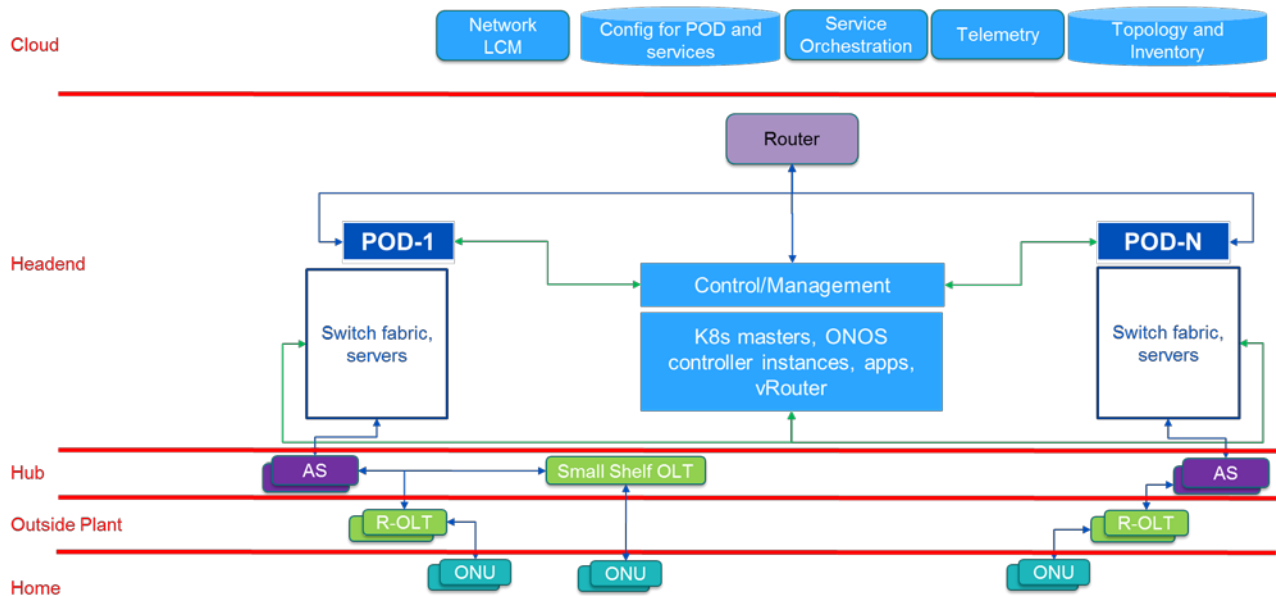 Cloud
Network
LCM
Config for POD and
services
Service
Orchestration
Telemetry
Topology and
Inventory
Router
Headend
POD-1
POD-N
Control/Management
Switch fabric,
servers
K8s masters, ONOS
controller instances, apps,
vRouter
Switch fabric,
servers
Hub
AS
Small Shelf OLT
AS
Outside Plant
R-OLT
R-OLT
Home
ONU
ONU
ONU